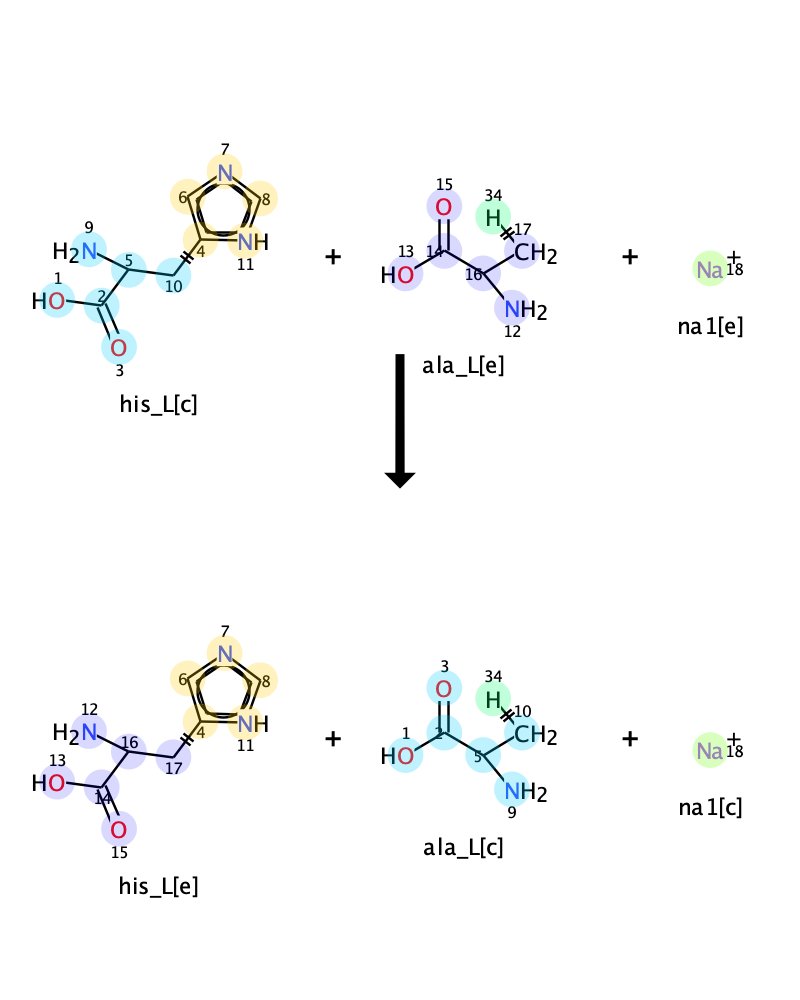 7
N
6
8
4
NH
11
9
H₂N
5
10
1
HO
2
O
3
his_L[c]
+
15
O
34
H
17
CH₂
13
HO
14
16
NH₂
12
ala_L[e]
+
Na⁺
18
na1[e]
7
N
6
8
4
NH
11
12
H₂N
16
17
13
HO
14
O
15
his_L[e]
+
3
O
34
H
10
CH₂
1
HO
2
5
NH₂
9
ala_L[c]
+
Na⁺
18
na1[c]